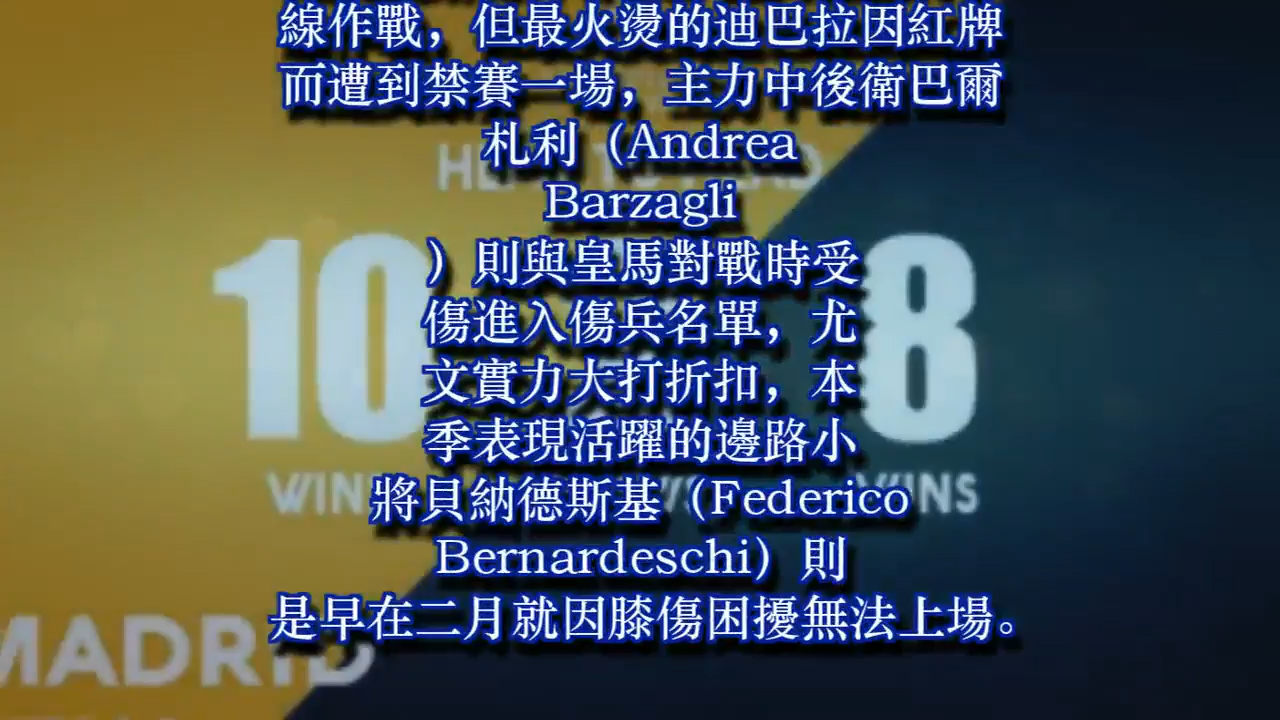 線作戰，但最火燙的迪巴拉因紅牌
而遭到禁賽一場，主力中後衛巴爾
札利（Andrea
Barzagli
）則與皇馬對戰時受
傷進入傷兵名單，尤
文實力大打折扣，本
季表現活躍的邊路小
將貝納德斯基（Federico
Bernardeschi）則
是早在二月就因膝傷困擾無法上場。
10
8
WINS
MADRID